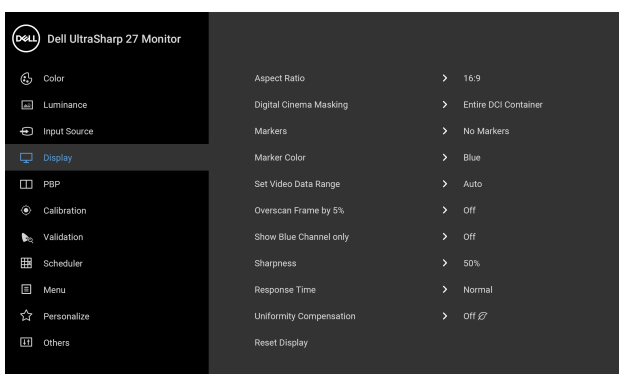 DELL Dell UltraSharp 27 Monitor
Color
Luminance
Input Source
Display
PBP
Calibration
Validation
Scheduler
Menu
Personalize
Others
Aspect Ratio > 16:9
Digital Cinema Masking > Entire DCI Container
Markers > No Markers
Marker Color > Blue
Set Video Data Range > Auto
Overscan Frame by 5% > Off
Show Blue Channel only > Off
Sharpness > 50%
Response Time > Normal
Uniformity Compensation > Off
Reset Display